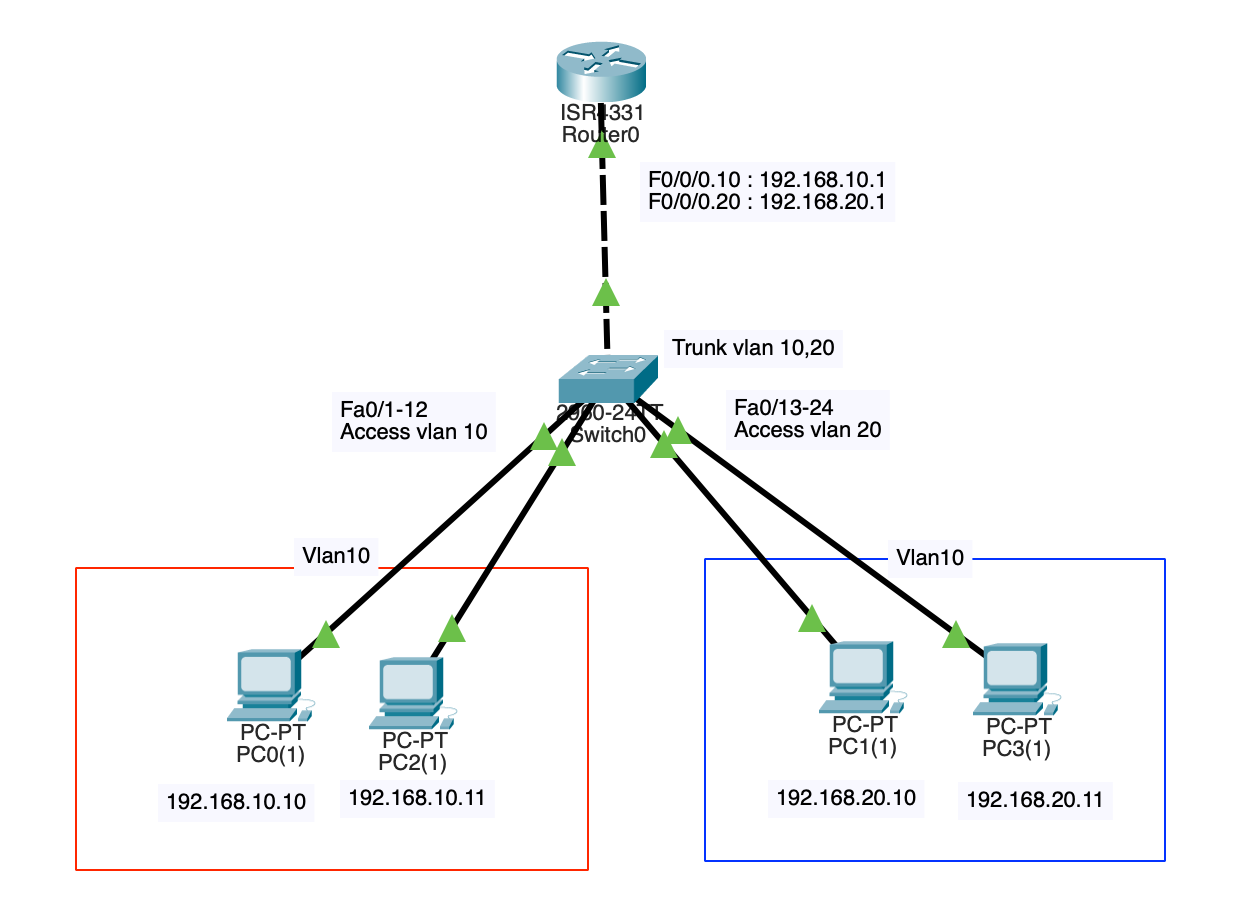 ISR4331
Router0
F0/0/0.10 : 192.168.10.1
F0/0/0.20 : 192.168.20.1
Trunk vlan 10,20
Fa0/1-12
Access vlan 10
2960-24TT
Switch0
Fa0/13-24
Access vlan 20
Vlan10
Vlan10
PC-PT
PC0(1)
PC-PT
PC2(1)
PC-PT
PC1(1)
PC-PT
PC3(1)
192.168.10.10
192.168.10.11
192.168.20.10
192.168.20.11